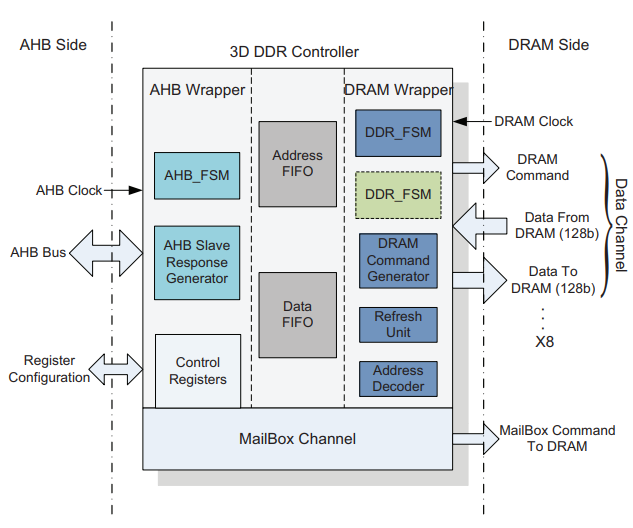 AHB Side
3D DDR Controller
DRAM Side
AHB Wrapper
DRAM Wrapper
AHB_FSM
AHB Slave
Response
Generator
Control
Registers
Address
FIFO
Data
FIFO
DDR_FSM
DDR_FSM
DRAM
Command
Generator
Refresh
Unit
Address
Decoder
MailBox Channel
AHB Clock
AHB Bus
Register
Configuration
DRAM Clock
DRAM
Command
Data From
DRAM (128b)
Data To
DRAM (128b)
X8
Data Channel
MailBox Command
To DRAM